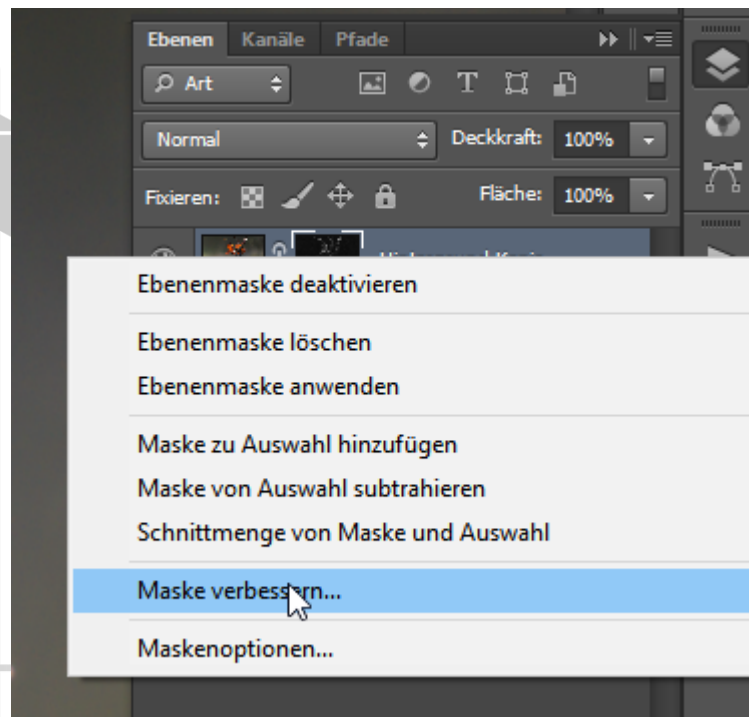 Ebenen Kanäle Pfade
Art
Normal Deckkraft: 100%
Fixieren: Fläche: 100%
Ebenenmaske deaktivieren
Ebenenmaske löschen
Ebenenmaske anwenden
Maske zu Auswahl hinzufügen
Maske von Auswahl subtrahieren
Schnittmenge von Maske und Auswahl
Maske verbessern...
Maskenoptionen...